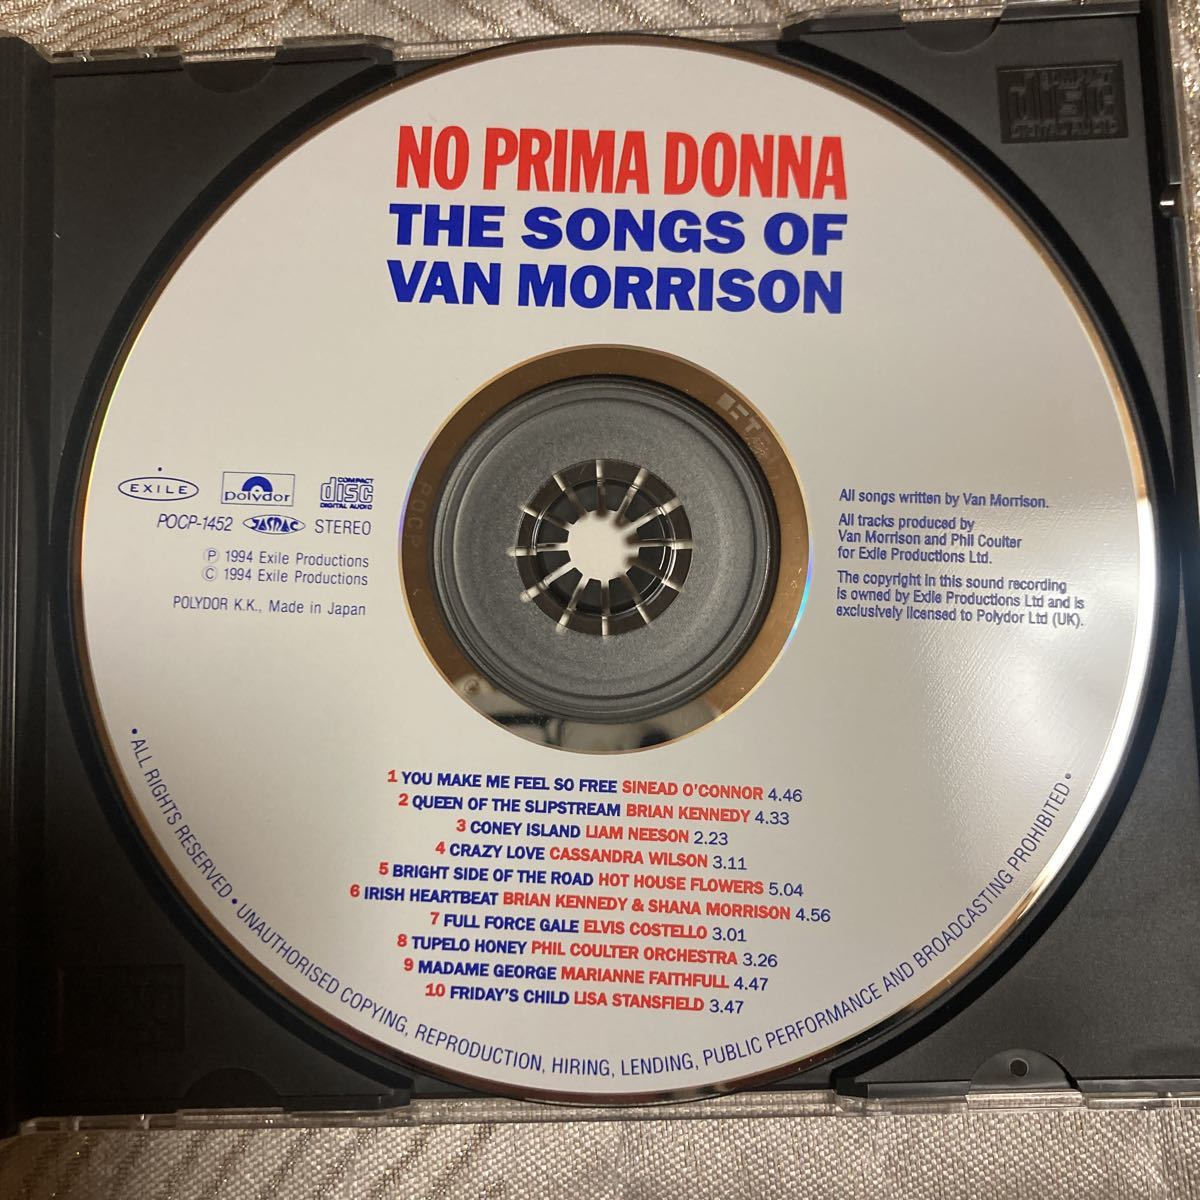 NO PRIMA DONNA
THE SONGS OF
VAN MORRISON
COMPACT
DISC
DIGITAL AUDIO
EXILE
polydor
COMPACT
disc
DIGITAL AUDIO
POCP-1452 JASRAC STEREO
Ⓟ 1994 Exile Productions
© 1994 Exile Productions
POLYDOR K.K., Made in Japan
All songs written by Van Morrison.
All tracks produced by
Van Morrison and Phil Coulter
for Exile Productions Ltd.
The copyright in this sound recording
is owned by Exile Productions Ltd and is
exclusively licensed to Polydor Ltd (UK).
POCP
1 YOU MAKE ME FEEL SO FREE SINEAD O'CONNOR 4.46
2 QUEEN OF THE SLIPSTREAM BRIAN KENNEDY 4.33
3 CONEY ISLAND LIAM NEESON 2.23
4 CRAZY LOVE CASSANDRA WILSON 3.11
5 BRIGHT SIDE OF THE ROAD HOT HOUSE FLOWERS 5.04
6 IRISH HEARTBEAT BRIAN KENNEDY & SHANA MORRISON 4.56
7 FULL FORCE GALE ELVIS COSTELLO 3.01
8 TUPELO HONEY PHIL COULTER ORCHESTRA 3.26
9 MADAME GEORGE MARIANNE FAITHFULL 4.47
10 FRIDAY'S CHILD LISA STANSFIELD 3.47
• ALL RIGHTS RESERVED • UNAUTHORISED COPYING, REPRODUCTION, HIRING, LENDING, PUBLIC PERFORMANCE AND BROADCASTING PROHIBITED •